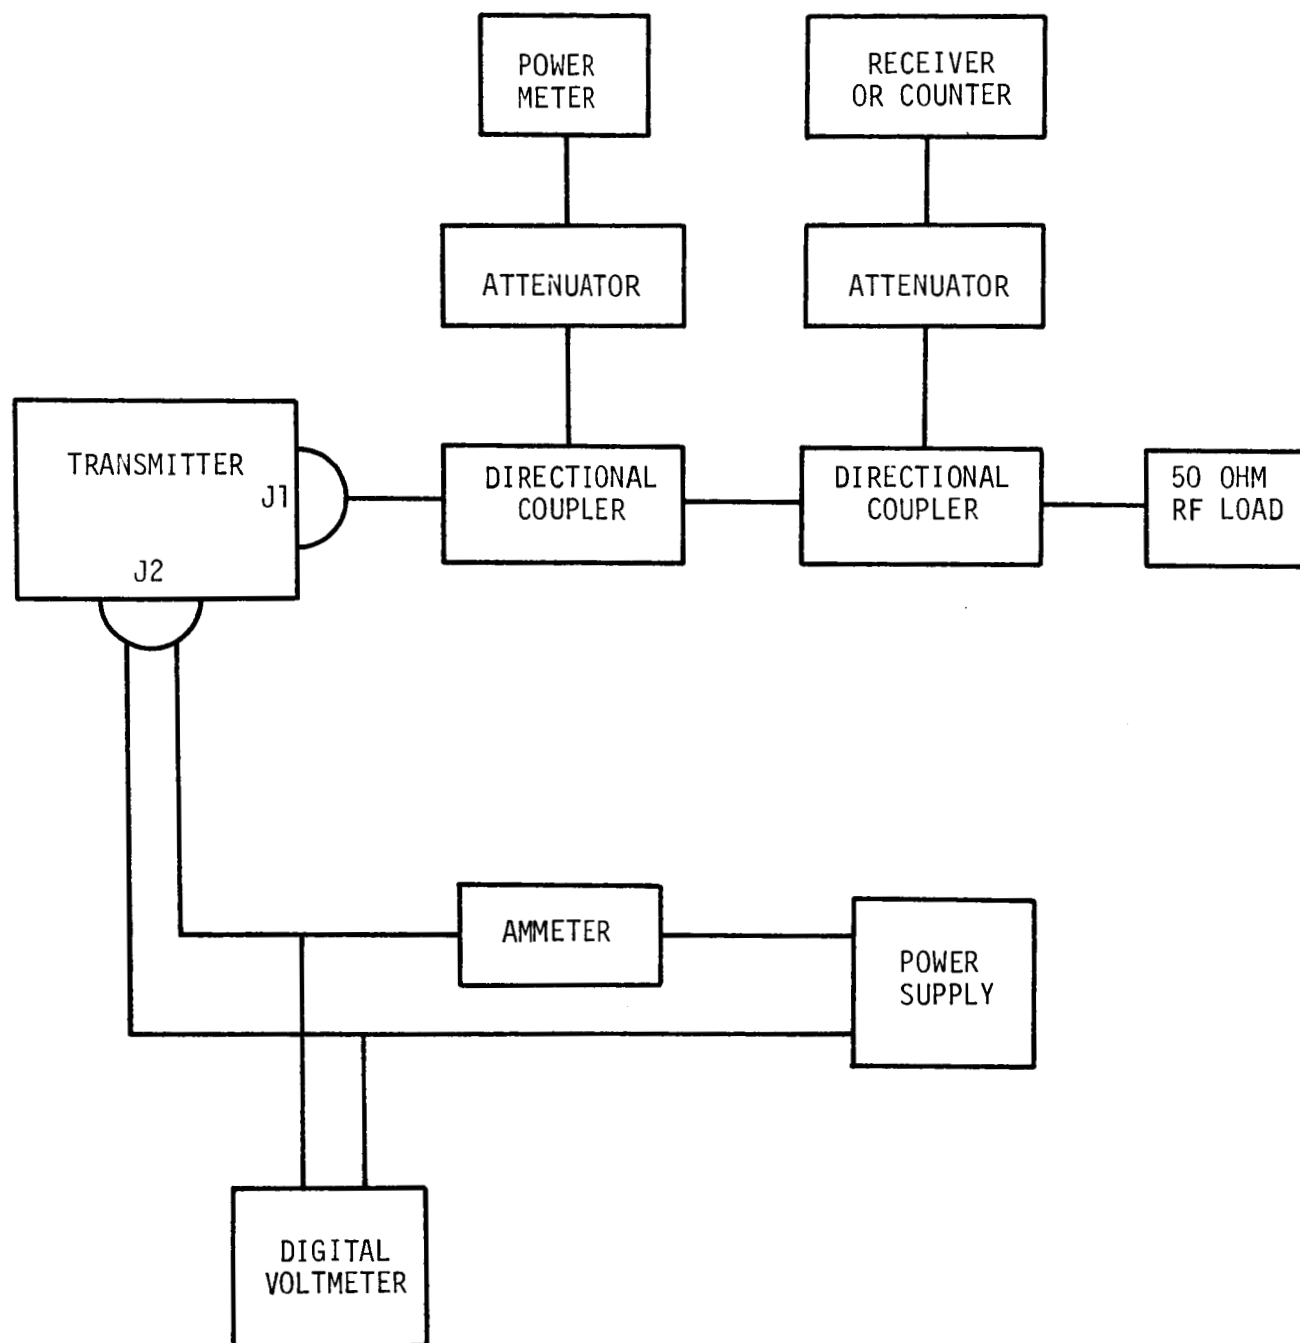 POWER
METER
RECEIVER
OR COUNTER
ATTENUATOR
ATTENUATOR
TRANSMITTER
J1
J2
DIRECTIONAL
COUPLER
DIRECTIONAL
COUPLER
50 OHM
RF LOAD
AMMETER
POWER
SUPPLY
DIGITAL
VOLTMETER